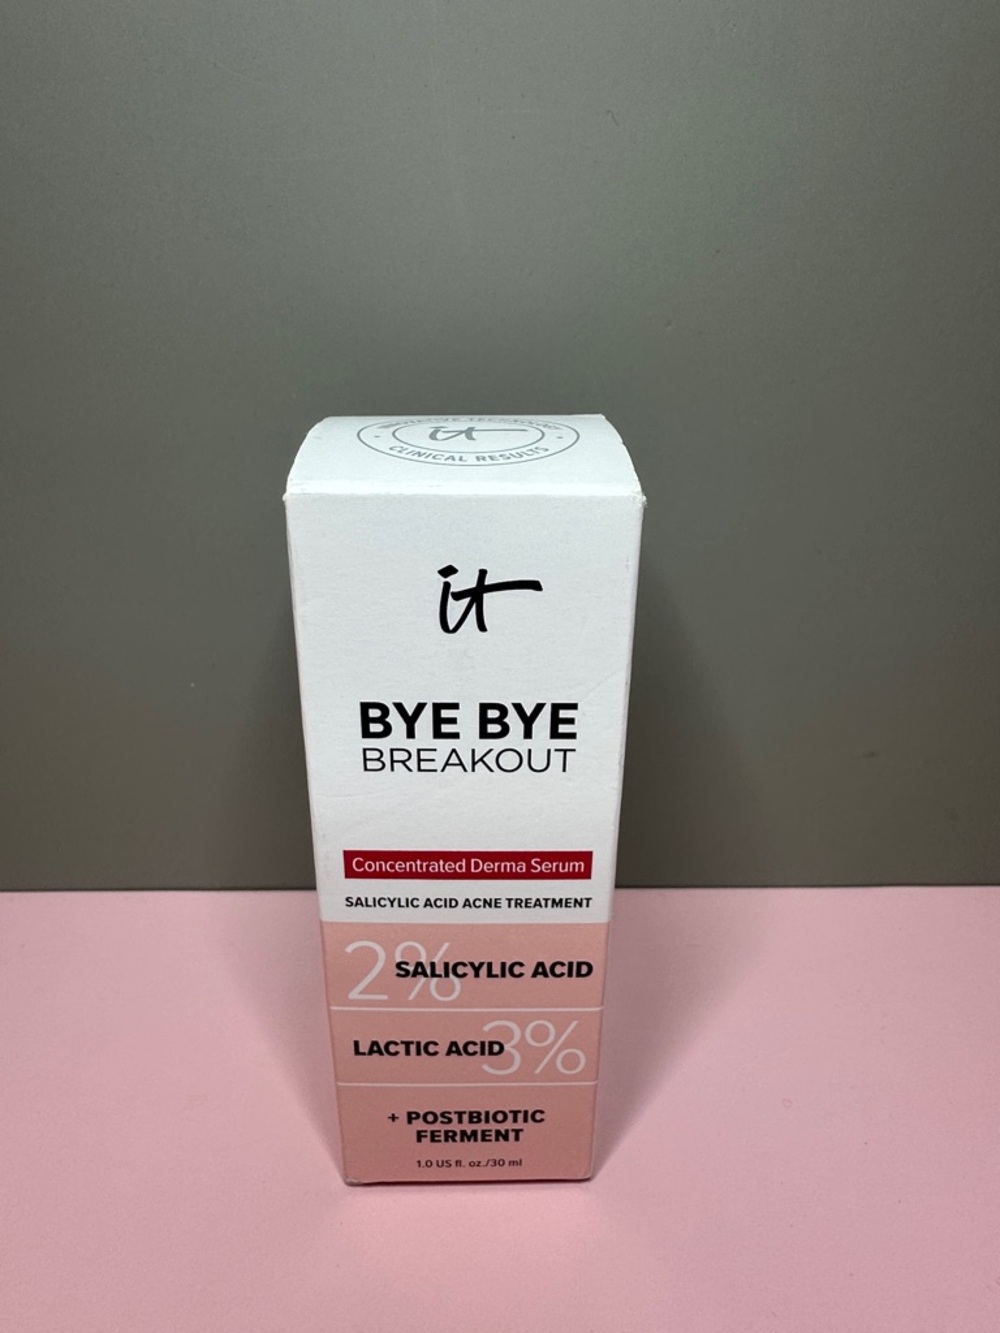 it
CLINICAL RESULTS
it
BYE BYE
BREAKOUT
Concentrated Derma Serum
SALICYLIC ACID ACNE TREATMENT
2% SALICYLIC ACID
LACTIC ACID 3%
+ POSTBIOTIC
FERMENT
1.0 US fl. oz./30 ml